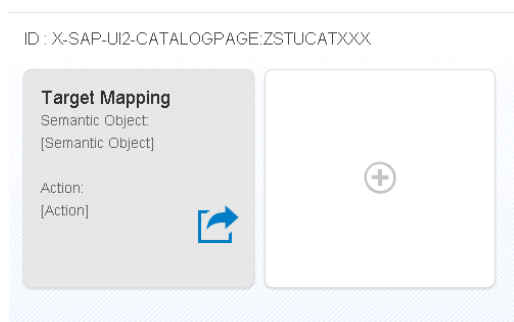 ID : X-SAP-UI2-CATALOGPAGE:ZSTUCATXXX
Target Mapping
Semantic Object:
[Semantic Object]
Action:
[Action]